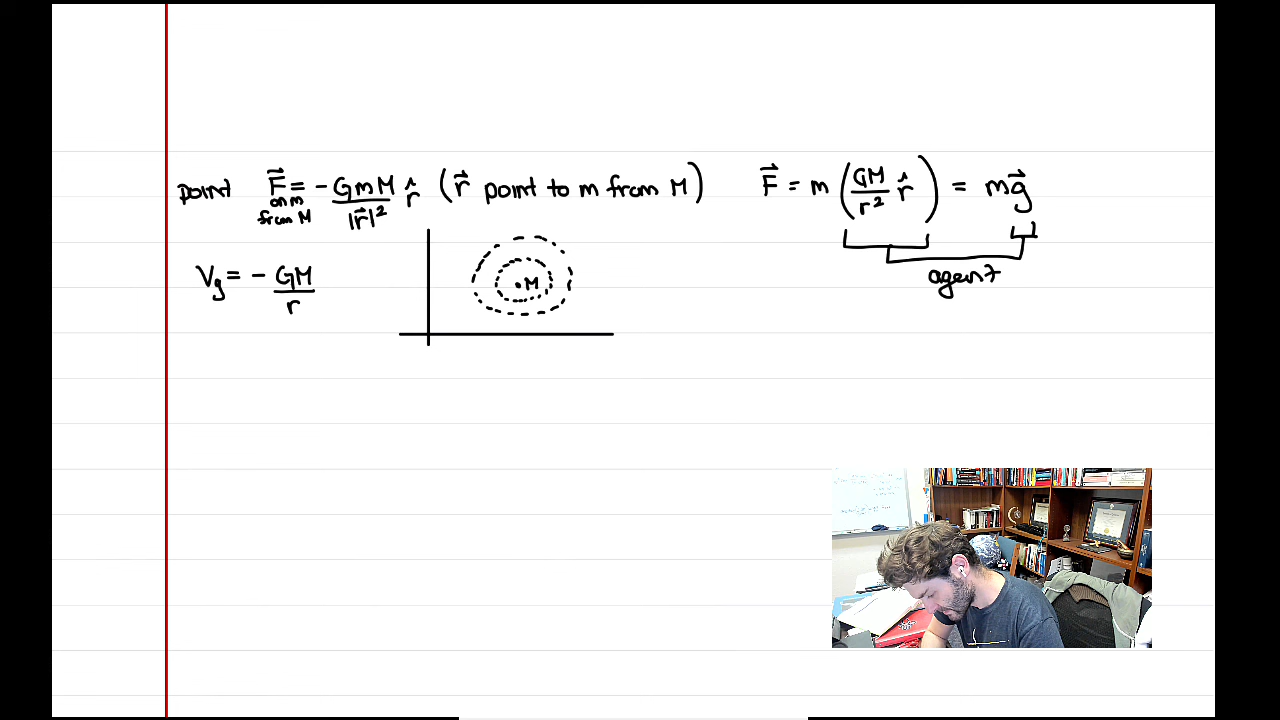 point F⃗ = - GmM/|r⃗|² r̂ (r⃗ point to m from M)
on m
from M
F⃗ = m (GM/r² r̂) = mg⃗
agent
Vg = - GM/r
M